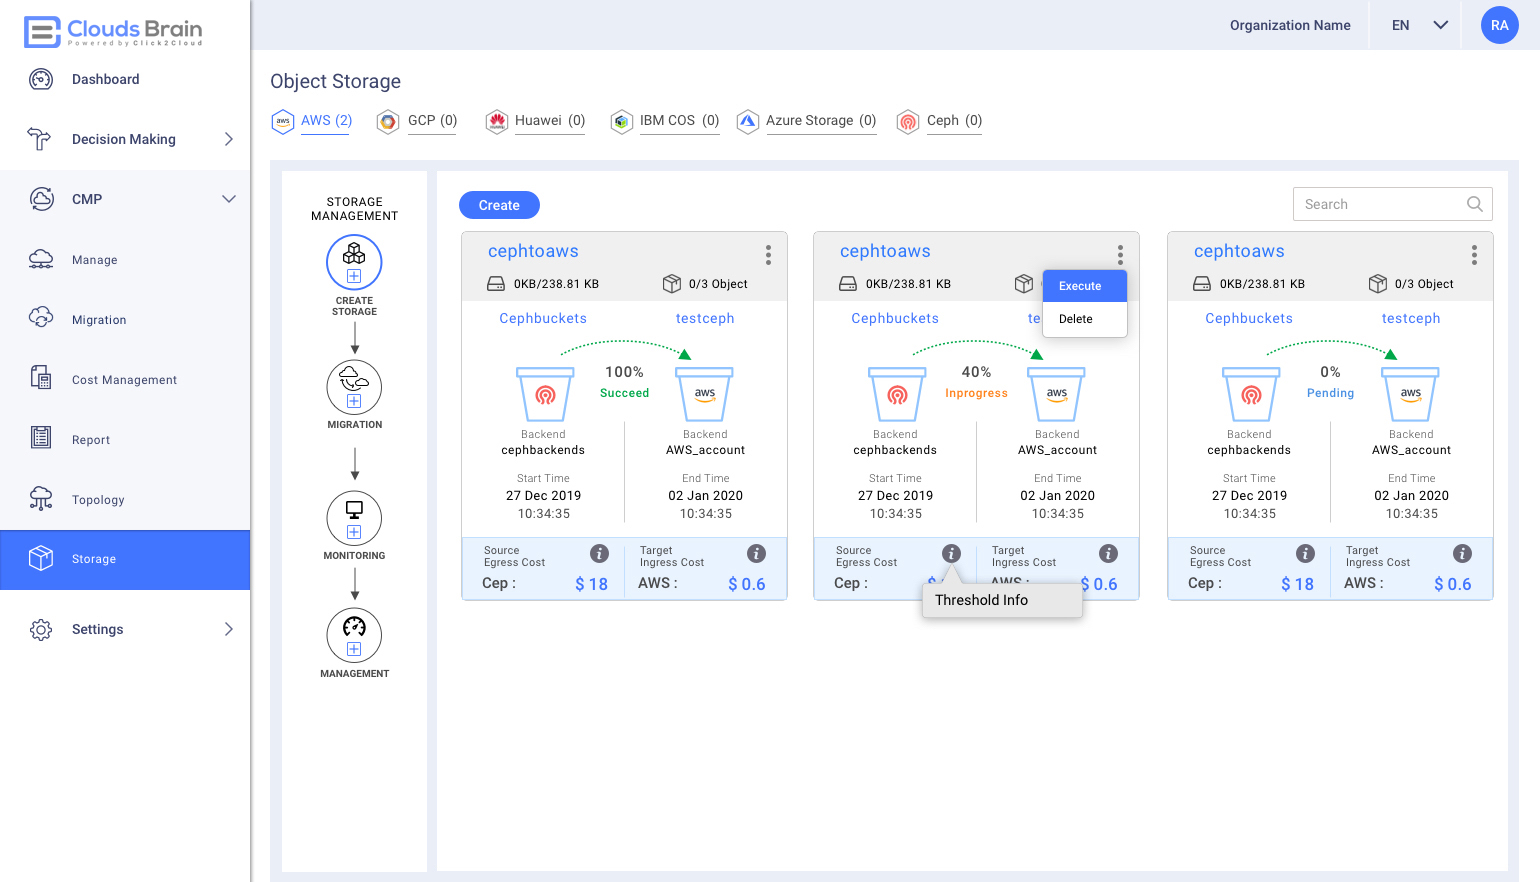 Clouds Brain
Powered by Click2Cloud
Organization Name
EN
RA
Dashboard
Decision Making
CMP
Manage
Migration
Cost Management
Report
Topology
Storage
Settings
Object Storage
aws AWS (2)
GCP (0)
HUAWEI Huawei (0)
IBM COS (0)
Azure Storage (0)
Ceph (0)
STORAGE
MANAGEMENT
CREATE
STORAGE
MIGRATION
MONITORING
MANAGEMENT
Create
Search
cephtoaws
0KB/238.81 KB
0/3 Object
Cephbuckets
testceph
100%
Succeed
aws
Backend
cephbackends
Backend
AWS_account
Start Time
27 Dec 2019
10:34:35
End Time
02 Jan 2020
10:34:35
Source
Egress Cost
i
Cep :
$ 18
Target
Ingress Cost
i
AWS :
$ 0.6
cephtoaws
0KB/238.81 KB
Execute
Delete
Cephbuckets
te
40%
Inprogress
aws
Backend
cephbackends
Backend
AWS_account
Start Time
27 Dec 2019
10:34:35
End Time
02 Jan 2020
10:34:35
Source
Egress Cost
i
Cep :
Target
Ingress Cost
i
AWS :
$ 0.6
Threshold Info
cephtoaws
0KB/238.81 KB
0/3 Object
Cephbuckets
testceph
0%
Pending
aws
Backend
cephbackends
Backend
AWS_account
Start Time
27 Dec 2019
10:34:35
End Time
02 Jan 2020
10:34:35
Source
Egress Cost
i
Cep :
$ 18
Target
Ingress Cost
i
AWS :
$ 0.6